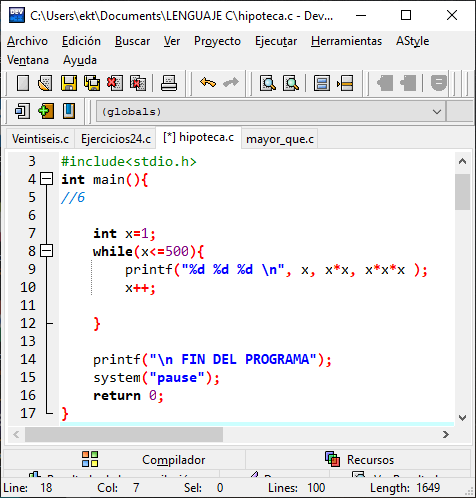 C:\Users\ekt\Documents\LENGUAJE C\hipoteca.c - Dev...
Archivo Edición Buscar Ver Proyecto Ejecutar Herramientas AStyle
Ventana Ayuda
(globals)
Veintiseis.c Ejercicios24.c [*] hipoteca.c mayor_que.c
3 #include<stdio.h>
4 int main(){
5 //6
6
7 int x=1;
8 while(x<=500){
9 printf("%d %d %d \n", x, x*x, x*x*x );
10 x++;
11
12 }
13
14 printf("\n FIN DEL PROGRAMA");
15 system("pause");
16 return 0;
17 }
Compilador Recursos
Line: 18 Col: 7 Sel: 0 Lines: 100 Length: 1649